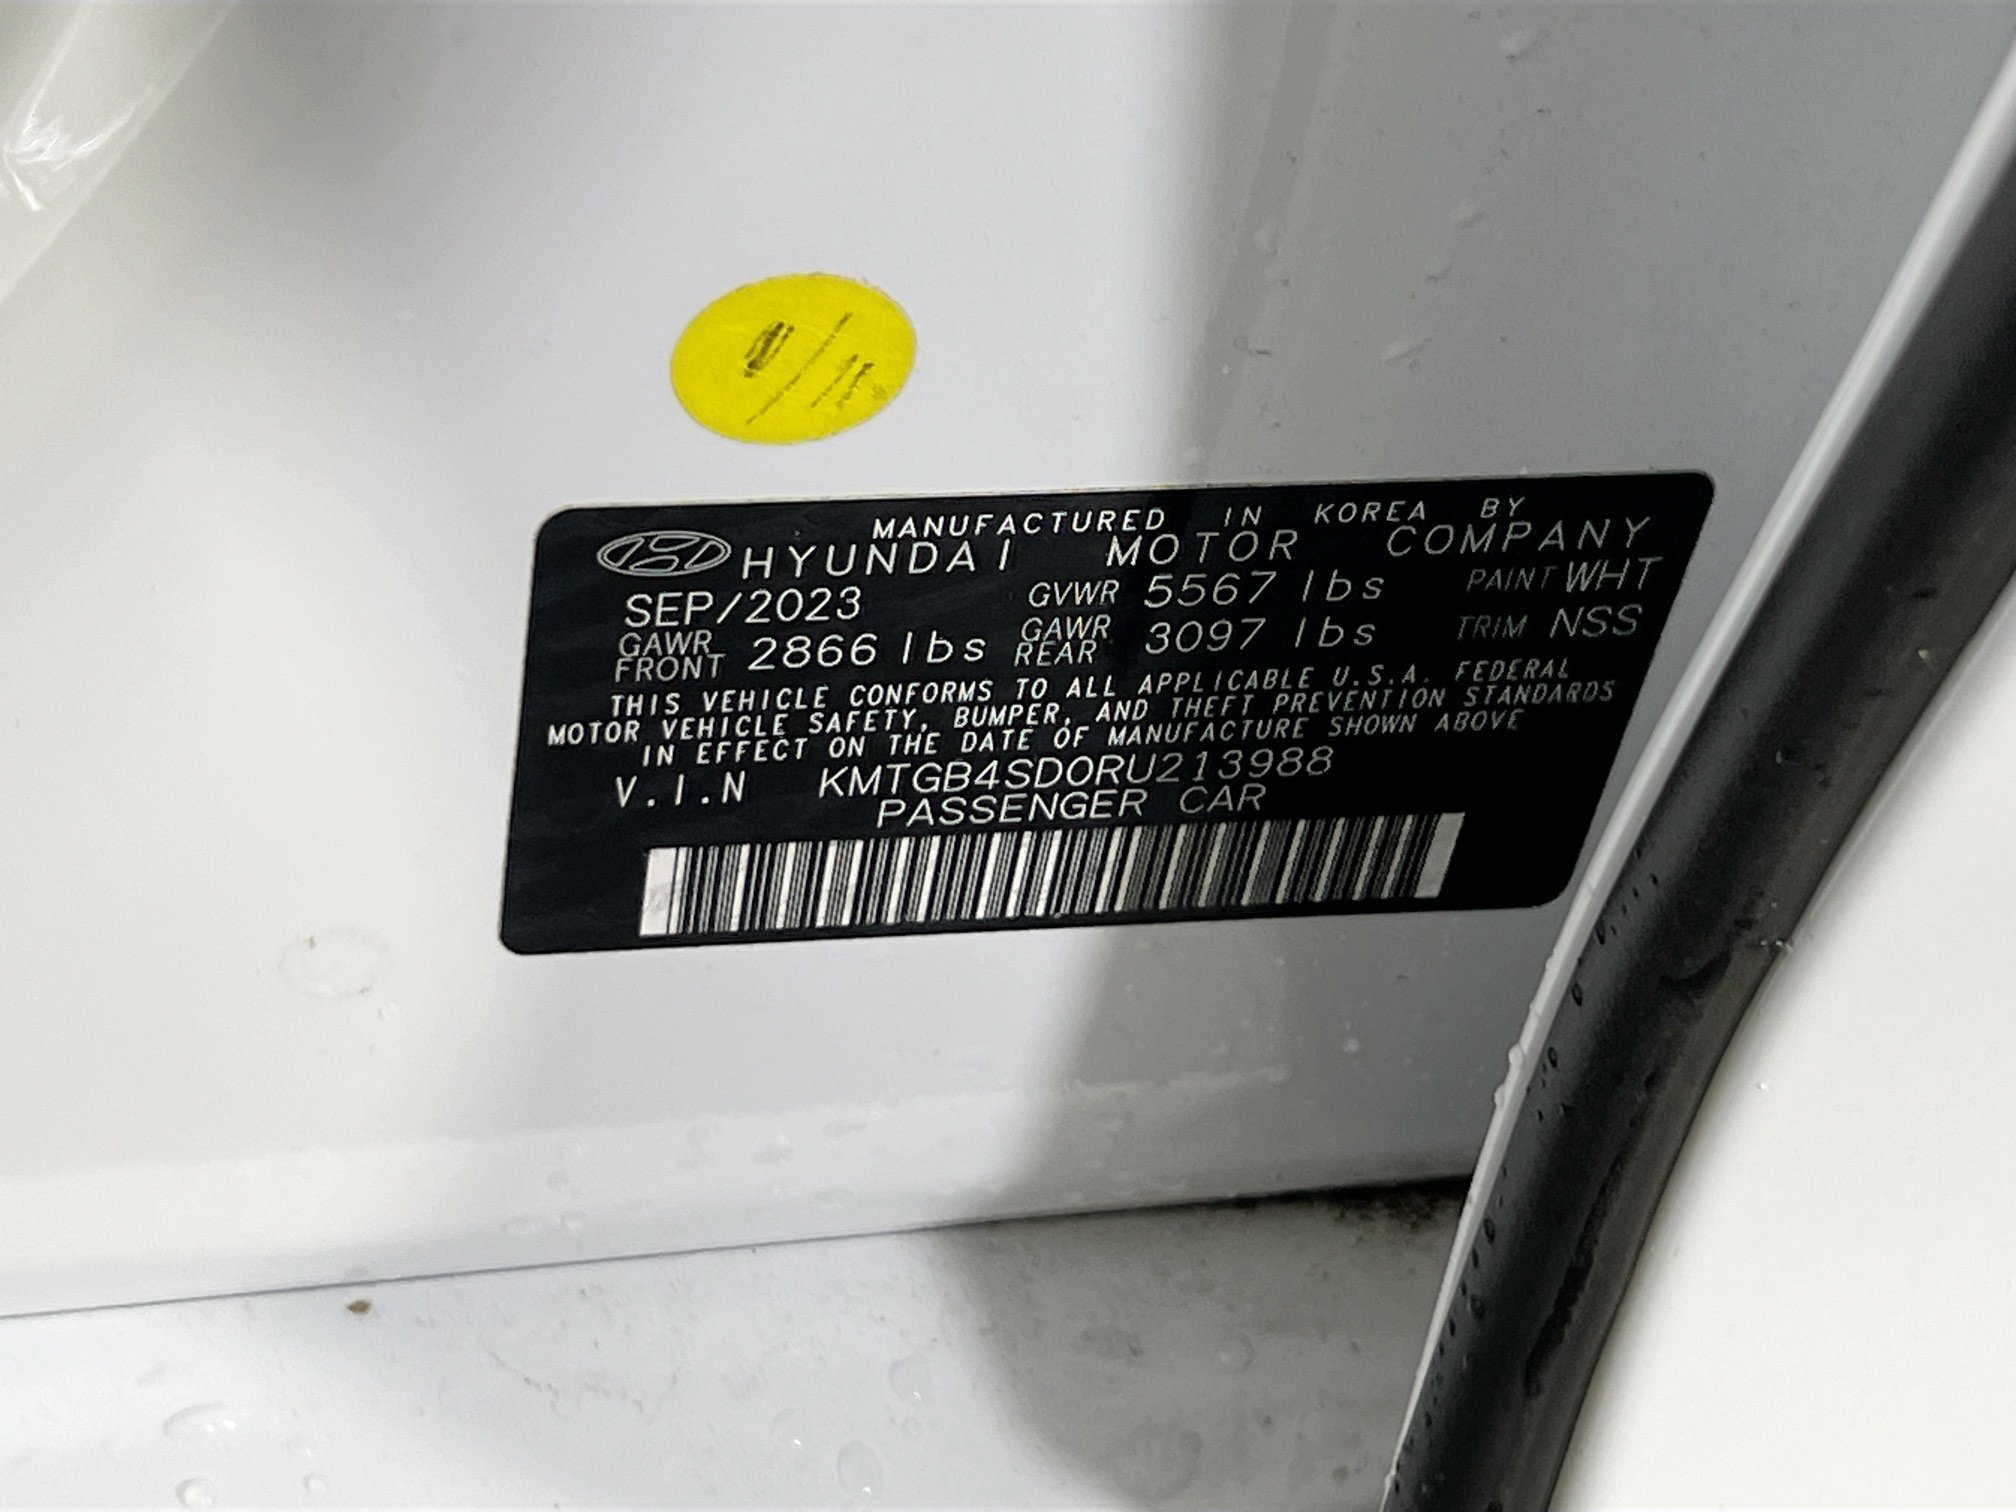 MANUFACTURED IN KOREA BY
HYUNDAI MOTOR COMPANY
SEP/2023 GVWR 5567 lbs PAINT WHT
GAWR FRONT 2866 lbs GAWR REAR 3097 lbs TRIM NSS
THIS VEHICLE CONFORMS TO ALL APPLICABLE U.S.A. FEDERAL
MOTOR VEHICLE SAFETY, BUMPER, AND THEFT PREVENTION STANDARDS
IN EFFECT ON THE DATE OF MANUFACTURE SHOWN ABOVE
V.I.N KMTGB4SD0RU213988
PASSENGER CAR